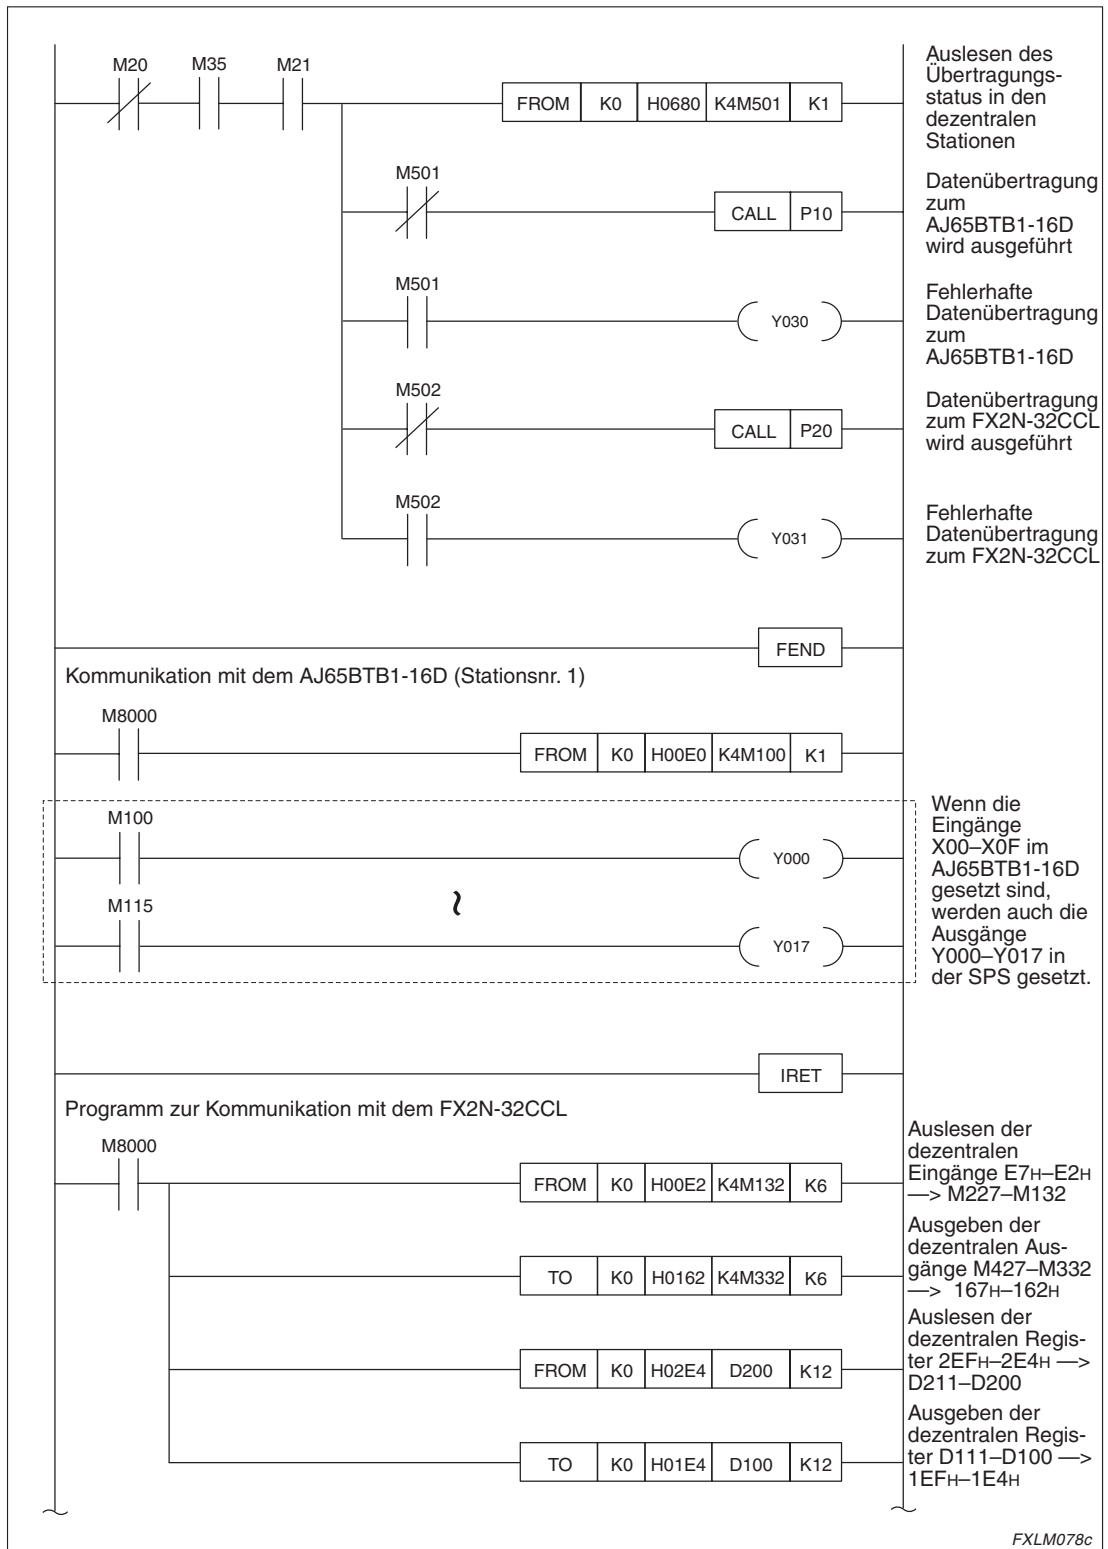 M20 M35 M21
FROM K0 H0680 K4M501 K1
Auslesen des
Übertragungs-
status in den
dezentralen
Stationen
M501
CALL P10
Datenübertragung
zum
AJ65BTB1-16D
wird ausgeführt
M501
Y030
Fehlerhafte
Datenübertragung
zum
AJ65BTB1-16D
M502
CALL P20
Datenübertragung
zum FX2N-32CCL
wird ausgeführt
M502
Y031
Fehlerhafte
Datenübertragung
zum FX2N-32CCL
FEND
Kommunikation mit dem AJ65BTB1-16D (Stationsnr. 1)
M8000
FROM K0 H00E0 K4M100 K1
M100
Y000
M115
Y017
Wenn die
Eingänge
X00–X0F im
AJ65BTB1-16D
gesetzt sind,
werden auch die
Ausgänge
Y000–Y017 in
der SPS gesetzt.
IRET
Programm zur Kommunikation mit dem FX2N-32CCL
M8000
FROM K0 H00E2 K4M132 K6
Auslesen der
dezentralen
Eingänge E7H–E2H
—> M227–M132
TO K0 H0162 K4M332 K6
Ausgeben der
dezentralen Aus-
gänge M427–M332
—> 167H–162H
FROM K0 H02E4 D200 K12
Auslesen der
dezentralen Regis-
ter 2EFH–2E4H —>
D211–D200
TO K0 H01E4 D100 K12
Ausgeben der
dezentralen Regis-
ter D111–D100 —>
1EFH–1E4H
FXLM078c